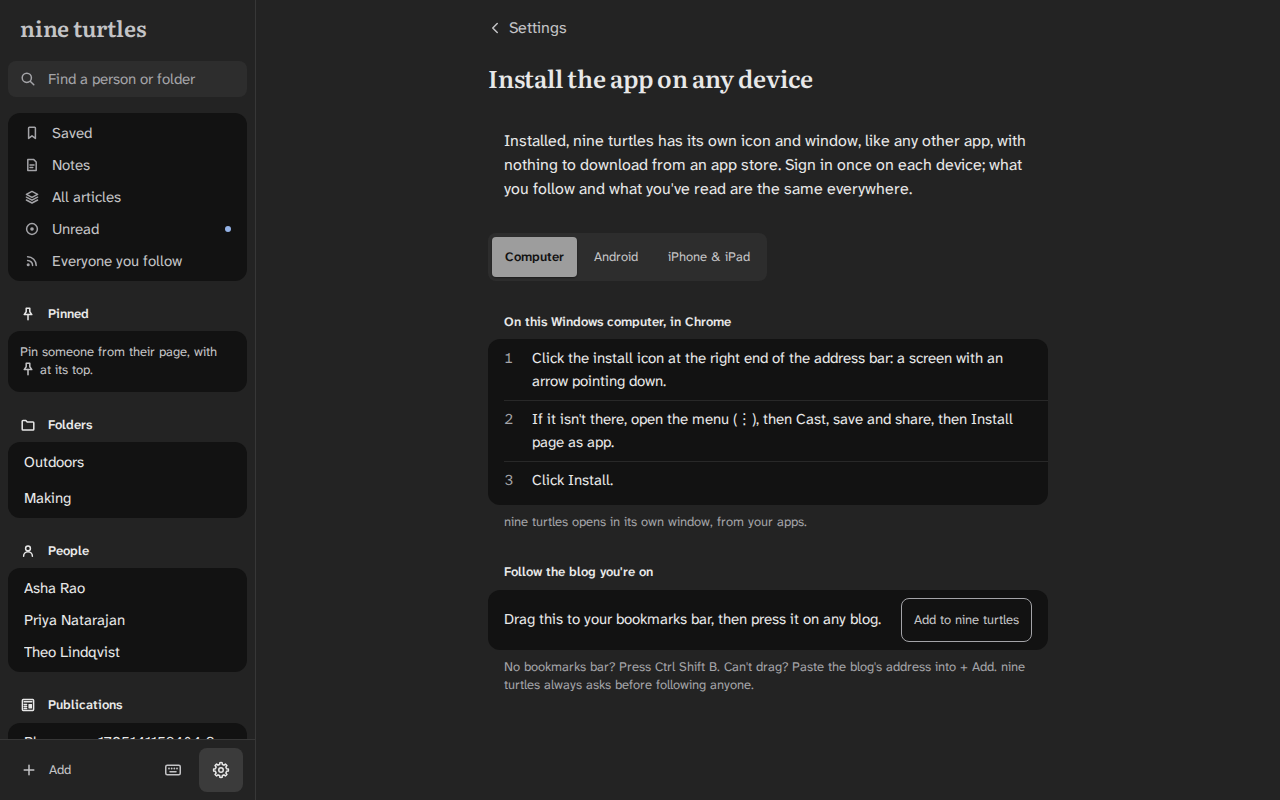 nine turtles
Find a person or folder
Saved
Notes
All articles
Unread
Everyone you follow
Pinned
Pin someone from their page, with
at its top.
Folders
Outdoors
Making
People
Asha Rao
Priya Natarajan
Theo Lindqvist
Publications
Add
Settings
Install the app on any device
Installed, nine turtles has its own icon and window, like any other app, with
nothing to download from an app store. Sign in once on each device; what
you follow and what you've read are the same everywhere.
Computer
Android
iPhone & iPad
On this Windows computer, in Chrome
1 Click the install icon at the right end of the address bar: a screen with an
arrow pointing down.
2 If it isn't there, open the menu (⋮), then Cast, save and share, then Install
page as app.
3 Click Install.
nine turtles opens in its own window, from your apps.
Follow the blog you're on
Drag this to your bookmarks bar, then press it on any blog.
Add to nine turtles
No bookmarks bar? Press Ctrl Shift B. Can't drag? Paste the blog's address into + Add. nine
turtles always asks before following anyone.